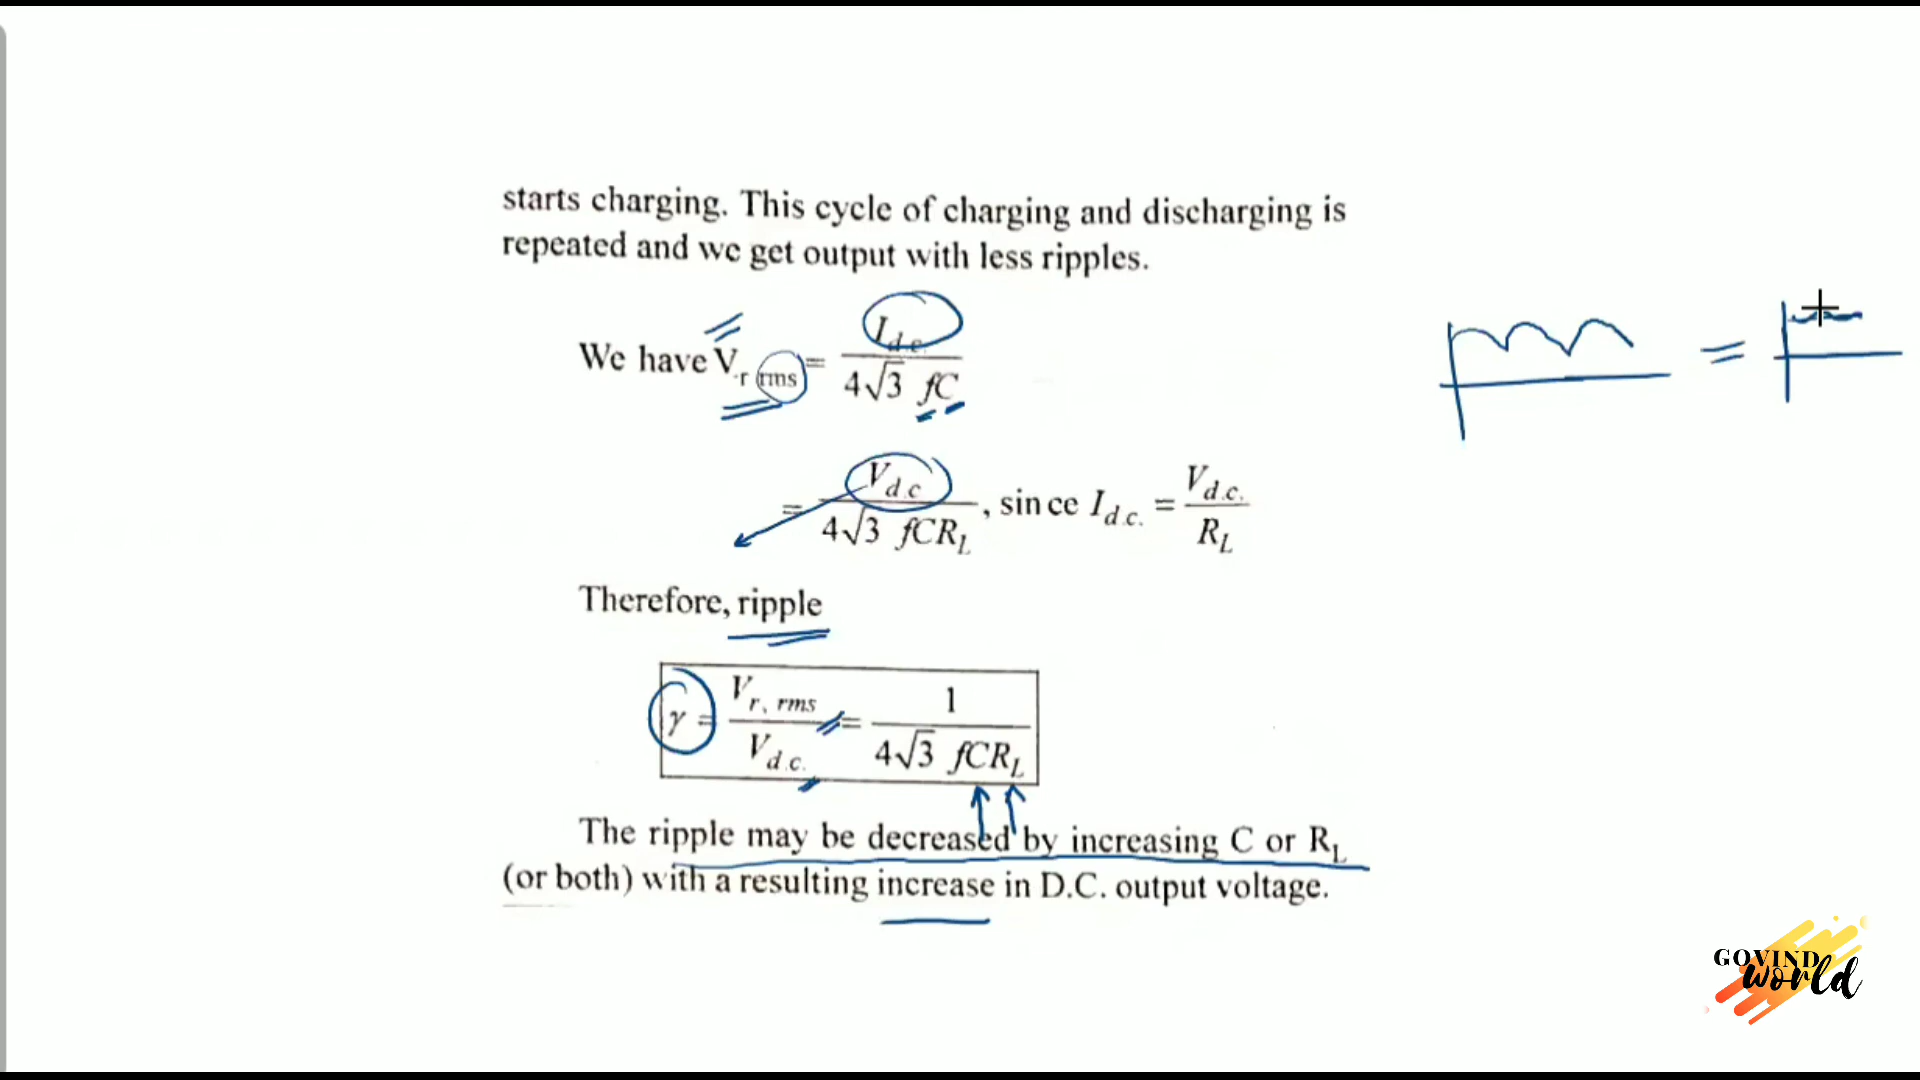 starts charging. This cycle of charging and discharging is
repeated and we get output with less ripples.
We have V r rms = I d.c. / 4√3 fC
= V d.c / 4√3 fCR L , since I d.c. = V d.c. / R L
Therefore, ripple
γ = V r, rms / V d.c. = 1 / 4√3 fCR L
The ripple may be decreased by increasing C or R L
(or both) with a resulting increase in D.C. output voltage.
GOVIND
World